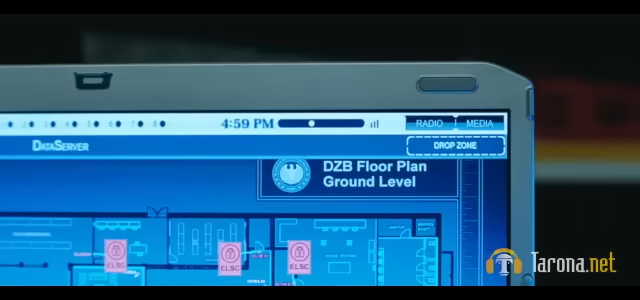 4:59 PM
RADIO MEDIA
DATASERVER
DROP ZONE
DZB Floor Plan
Ground Level
ELSC
ELSC
ELSC
Tarona.net